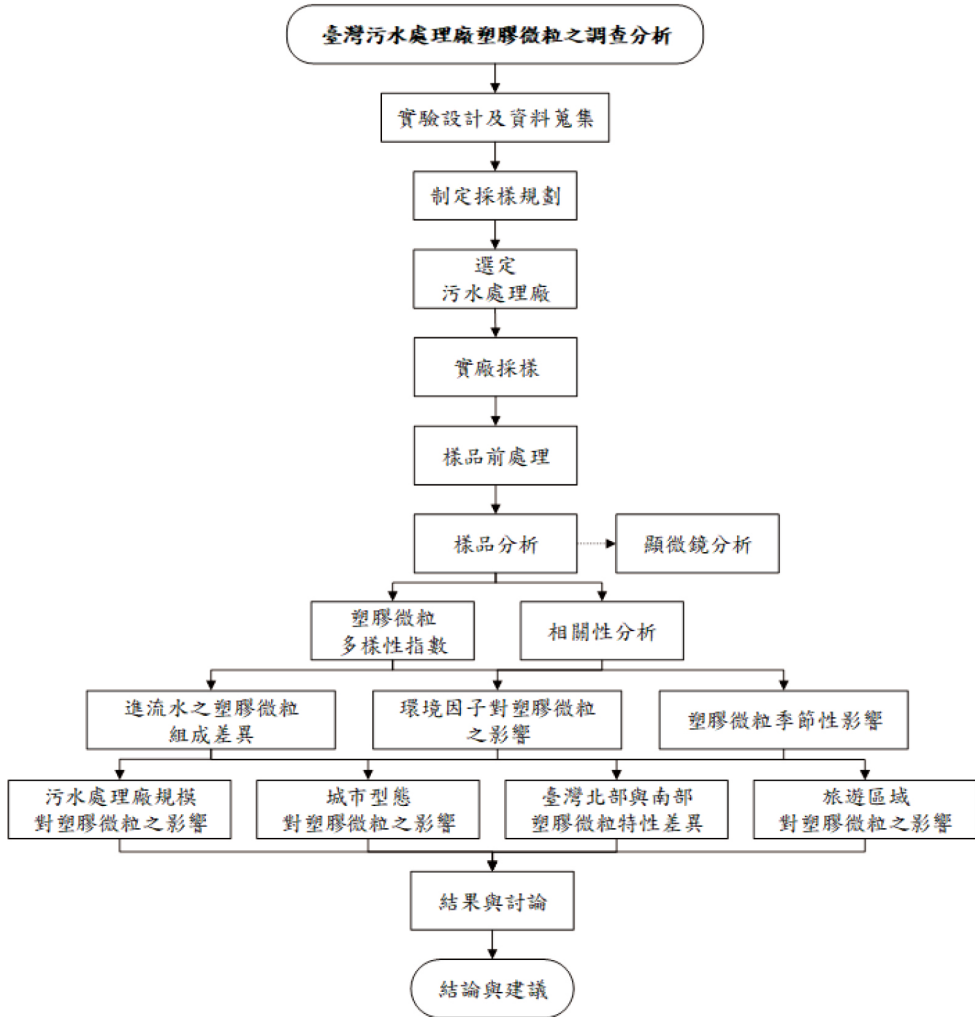 臺灣污水處理廠塑膠微粒之調查分析
實驗設計及資料蒐集
制定採樣規劃
選定
污水處理廠
實廠採樣
樣品前處理
樣品分析
顯微鏡分析
塑膠微粒
多樣性指數
相關性分析
進流水之塑膠微粒
組成差異
環境因子對塑膠微粒
之影響
塑膠微粒季節性影響
污水處理廠規模
對塑膠微粒之影響
城市型態
對塑膠微粒之影響
臺灣北部與南部
塑膠微粒特性差異
旅遊區域
對塑膠微粒之影響
結果與討論
結論與建議